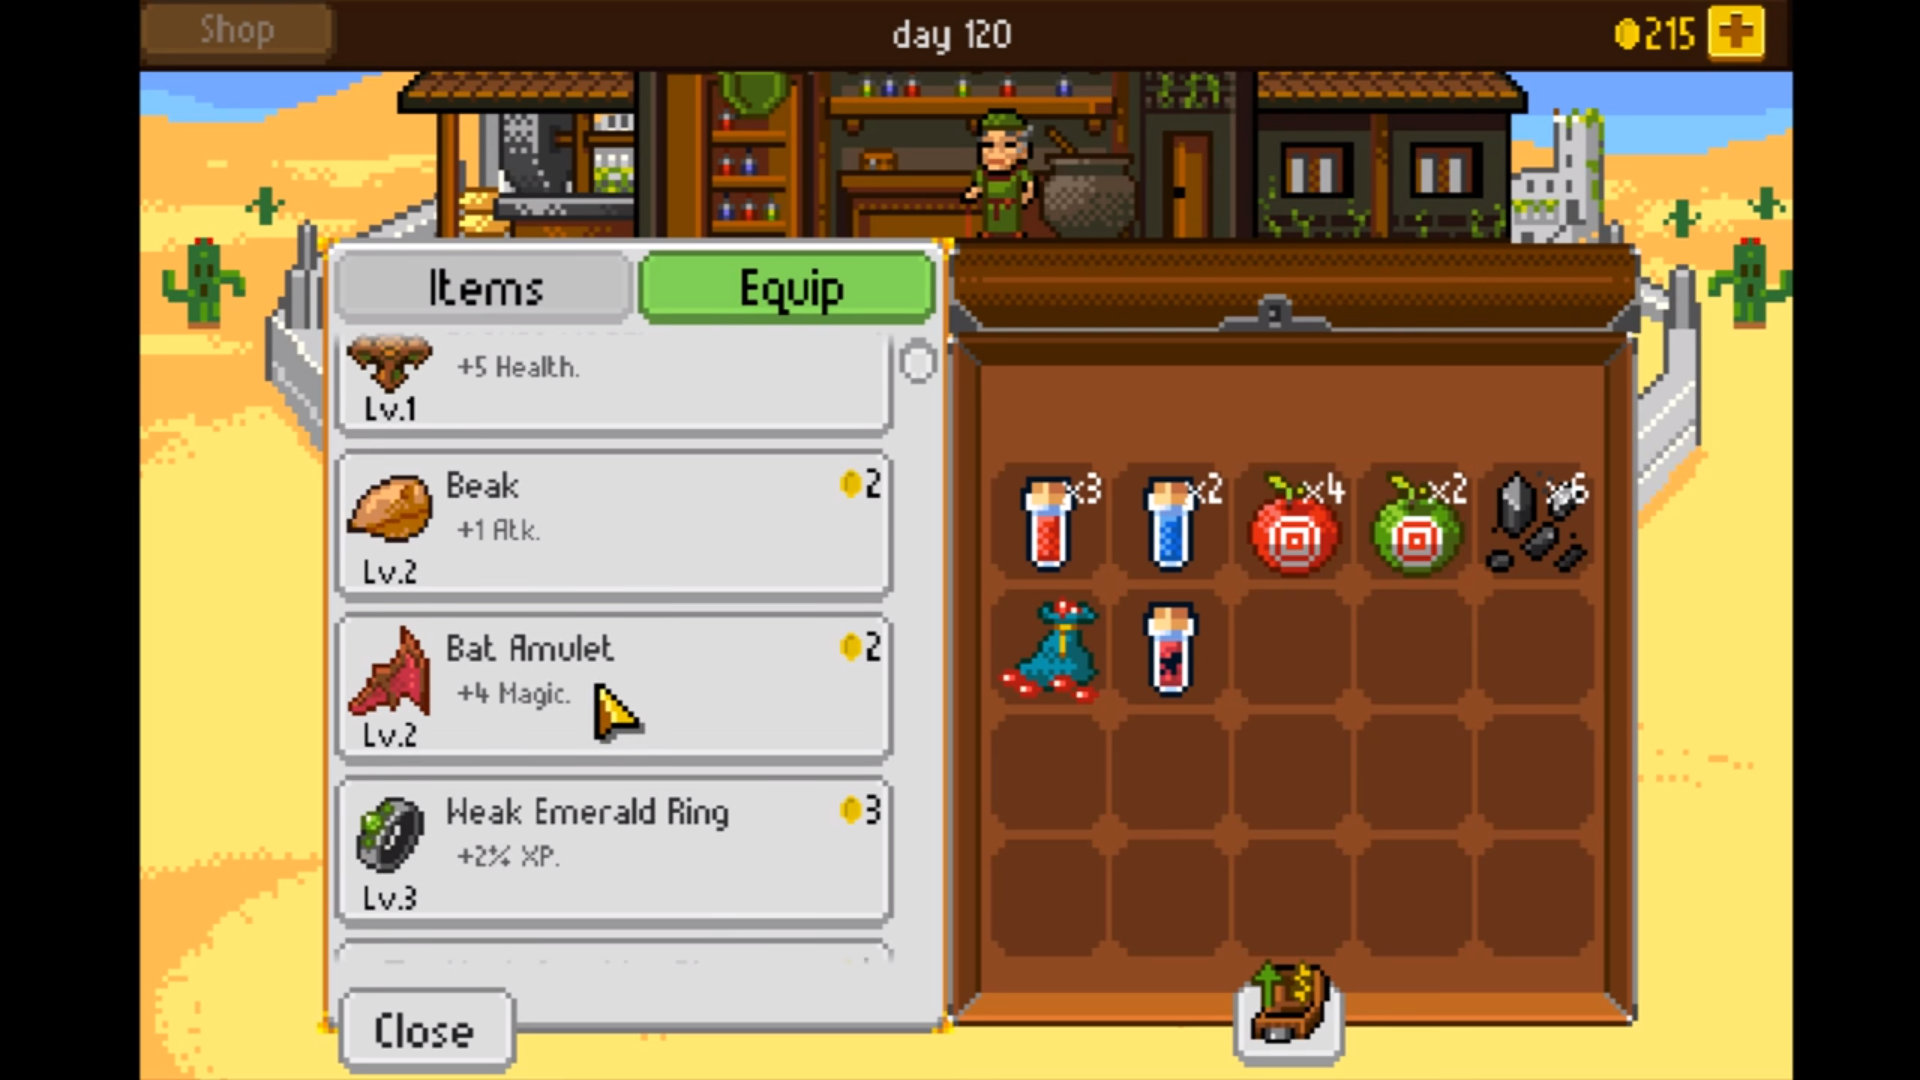 Shop
day 120
215
Items
Equip
+5 Health.
Lv.1
Beak
2
+1 Atk.
Lv.2
Bat Amulet
2
+4 Magic.
Lv.2
Weak Emerald Ring
3
+2% XP.
Lv.3
x3
x2
x4
x2
x6
Close